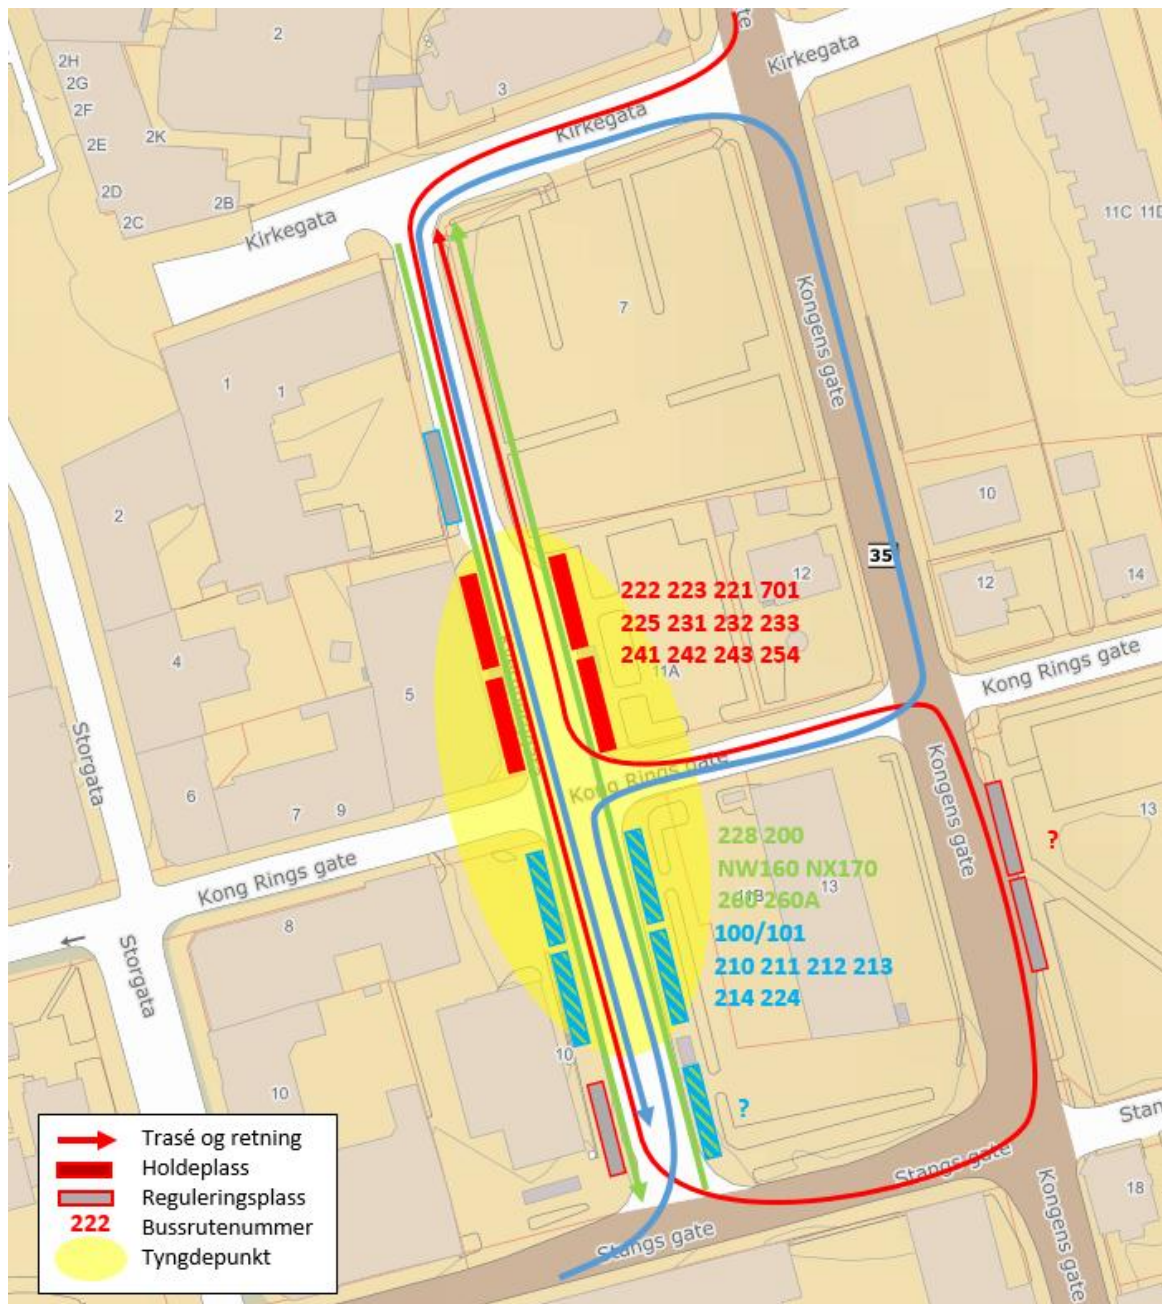 2
2H
2G
2F
2E
2K
2D
2C
2B
3
Kirkegata
Kirkegata
Kirkegata
11C 11D
7
Kongens gate
1
1
2
10
35
12
12
14
222 223 221 701
225 231 232 233
241 242 243 254
11A
4
5
Kong Rings gate
Storgata
Kong Rings gate
6
7
9
Kongens gate
13
?
228 200
NW160 NX170
260 260A
11B
13
100/101
210 211 212 213
214 224
Kong Rings gate
8
Storgata
10
10
?
Stan
Stangs gate
18
Kongens gate
Stangs gate
Trasé og retning
Holdeplass
Reguleringsplass
222 Bussrutenummer
Tyngdepunkt